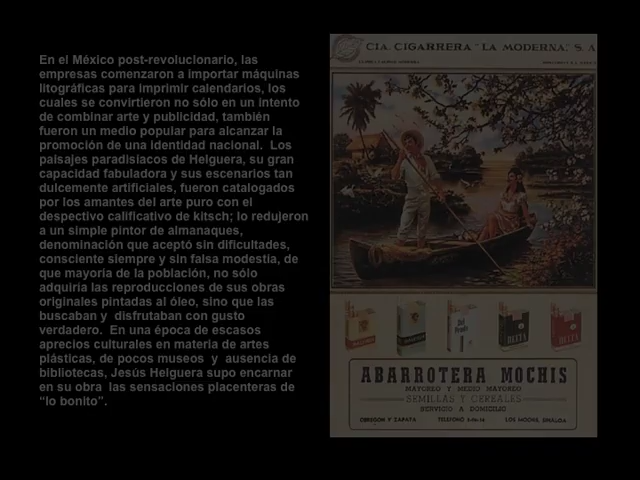 En el México post-revolucionario, las
empresas comenzaron a importar máquinas
litográficas para imprimir calendarios, los
cuales se convirtieron no sólo en un intento
de combinar arte y publicidad, también
fueron un medio popular para alcanzar la
promoción de una identidad nacional.  Los
paisajes paradisíacos de Helguera, su gran
capacidad fabuladora y sus escenarios tan
dulcemente artificiales, fueron catalogados
por los amantes del arte puro con el
despectivo calificativo de kitsch; lo redujeron
a un simple pintor de almanaques,
denominación que aceptó sin dificultades,
consciente siempre y sin falsa modestia, de
que mayoría de la población, no sólo
adquiría las reproducciones de sus obras
originales pintadas al óleo, sino que las
buscaban y  disfrutaban con gusto
verdadero.  En una época de escasos
aprecios culturales en materia de artes
plásticas, de pocos museos  y  ausencia de
bibliotecas, Jesús Helguera supo encarnar
en su obra  las sensaciones placenteras de
“lo bonito”.
CIA. CIGARRERA "LA MODERNA," S. A
DELTA
DELTA
ABARROTERA MOCHIS
MAYOREO Y MEDIO MAYOREO
SEMILLAS Y CEREALES
SERVICIO A DOMICILIO
OBREGON Y ZAPATA
TELEFONO
LOS MOCHIS, SINALOA